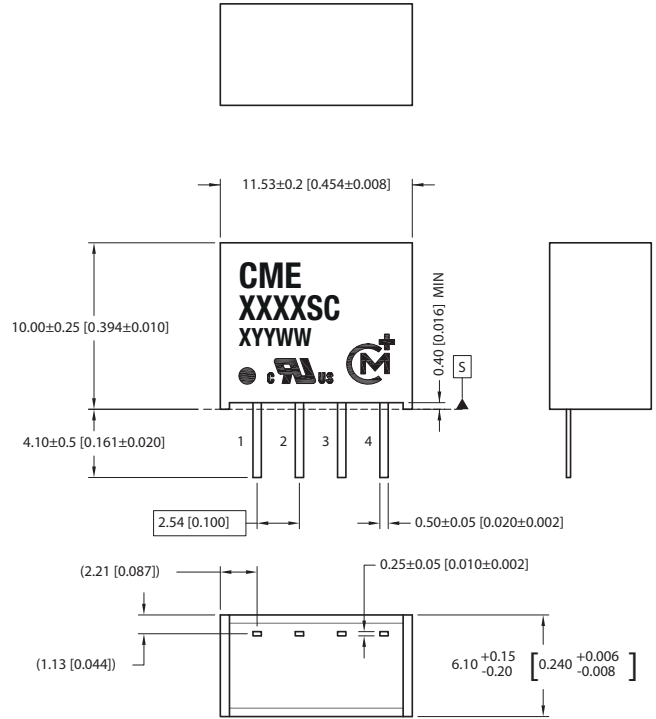 11.53±0.2 [0.454±0.008]
CME
XXXXSC
XYYWW
C RU US
CM+
10.00±0.25 [0.394±0.010]
0.40 [0.016] MIN
S
4.10±0.5 [0.161±0.020]
1 2 3 4
2.54 [0.100]
0.50±0.05 [0.020±0.002]
(2.21 [0.087])
0.25±0.05 [0.010±0.002]
(1.13 [0.044])
6.10 +0.15 -0.20 [0.240 +0.006 -0.008]